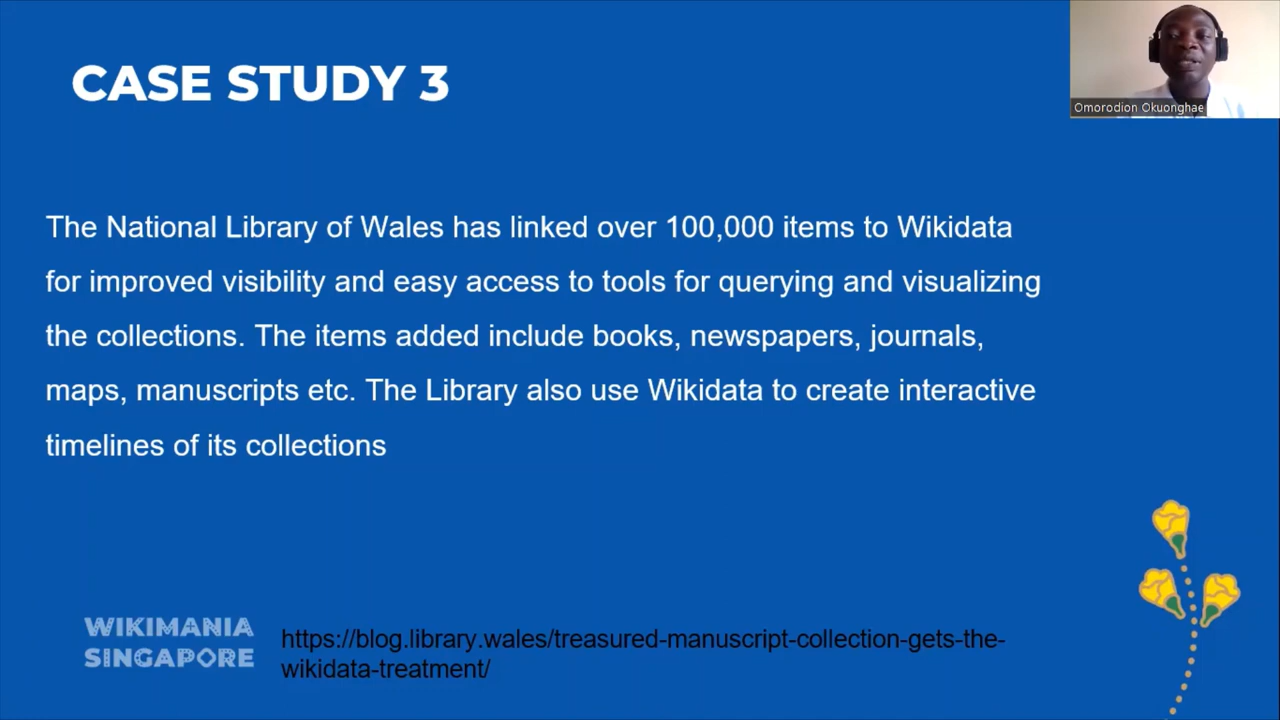 CASE STUDY 3
Omorodion Okuonghae
The National Library of Wales has linked over 100,000 items to Wikidata
for improved visibility and easy access to tools for querying and visualizing
the collections. The items added include books, newspapers, journals,
maps, manuscripts etc. The Library also use Wikidata to create interactive
timelines of its collections
WIKIMANIA
SINGAPORE
https://blog.library.wales/treasured-manuscript-collection-gets-the-
wikidata-treatment/